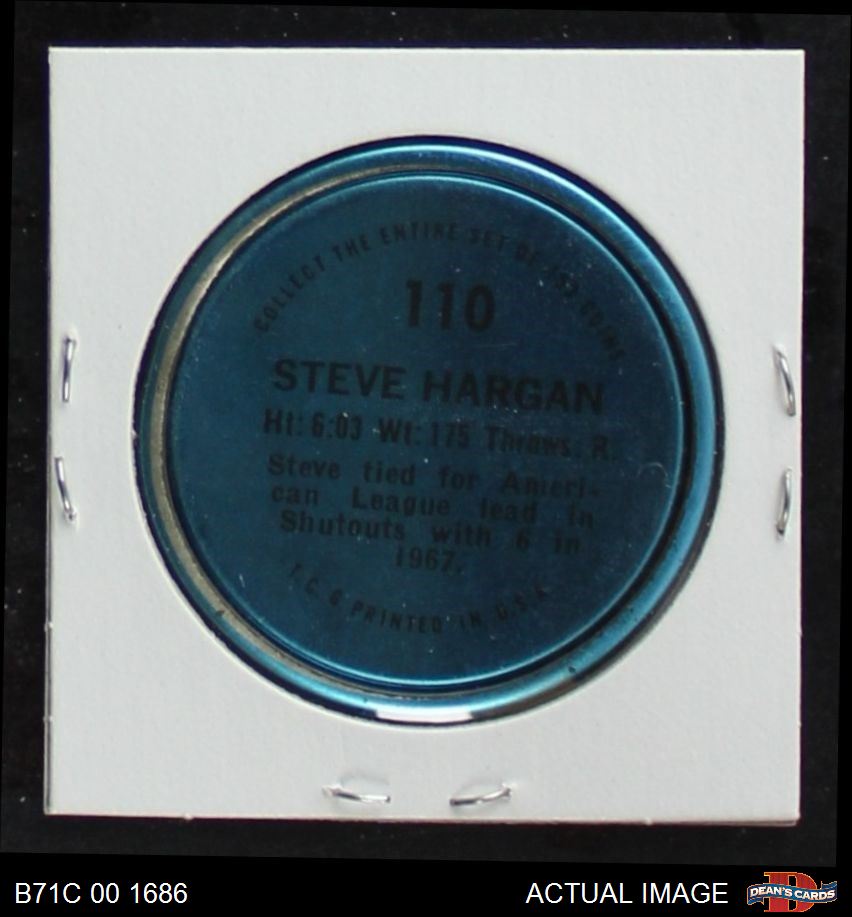 COLLECT THE ENTIRE SET OF 153 COINS
110
STEVE HARGAN
Ht: 6:03 Wt: 175 Throws: R.
Steve tied for Ameri-
can League lead in
Shutouts with 6 in
1967.
T. C. G PRINTED IN U.S.A.
B71C 00 1686
ACTUAL IMAGE
DEAN'S CARDS